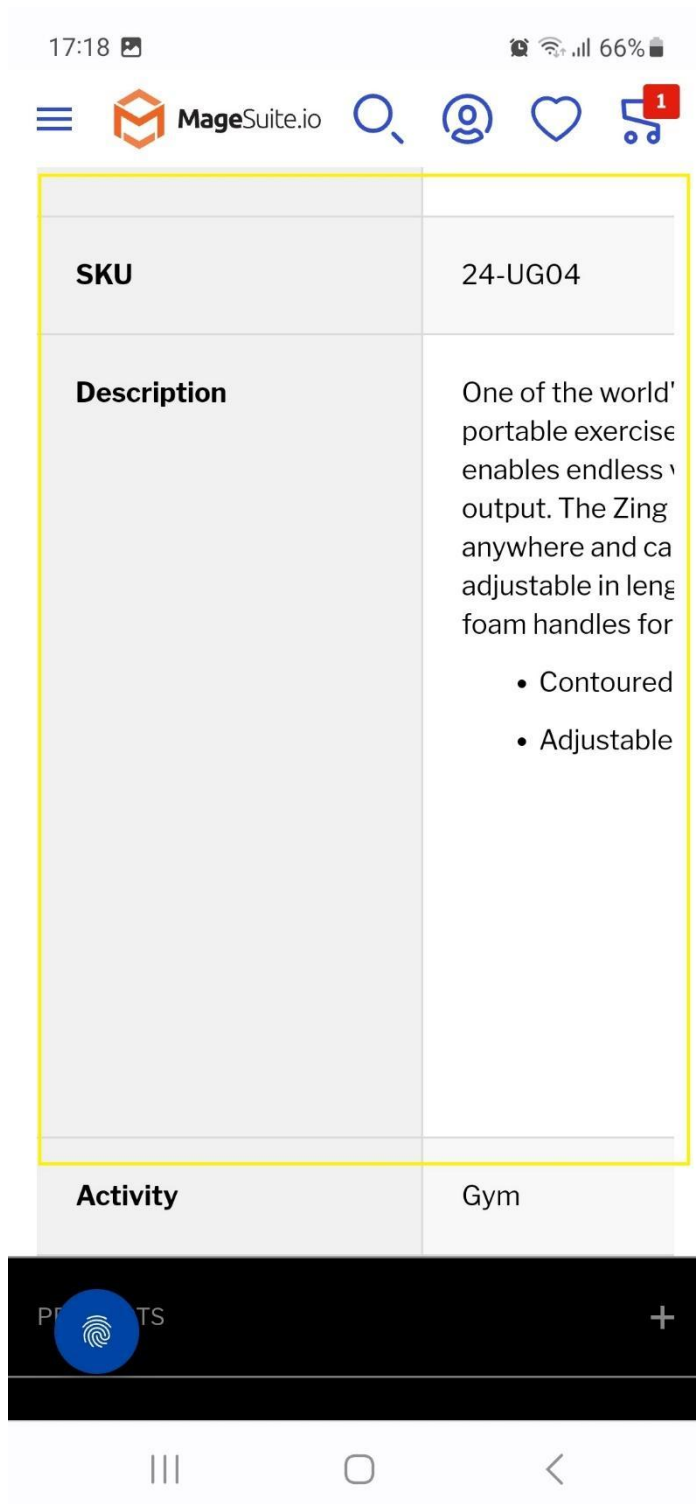 17:18 66%
MageSuite.io 1
SKU 24-UG04
Description One of the world'
portable exercise
enables endless
output. The Zing
anywhere and ca
adjustable in leng
foam handles for
• Contoured
• Adjustable
Activity Gym
+